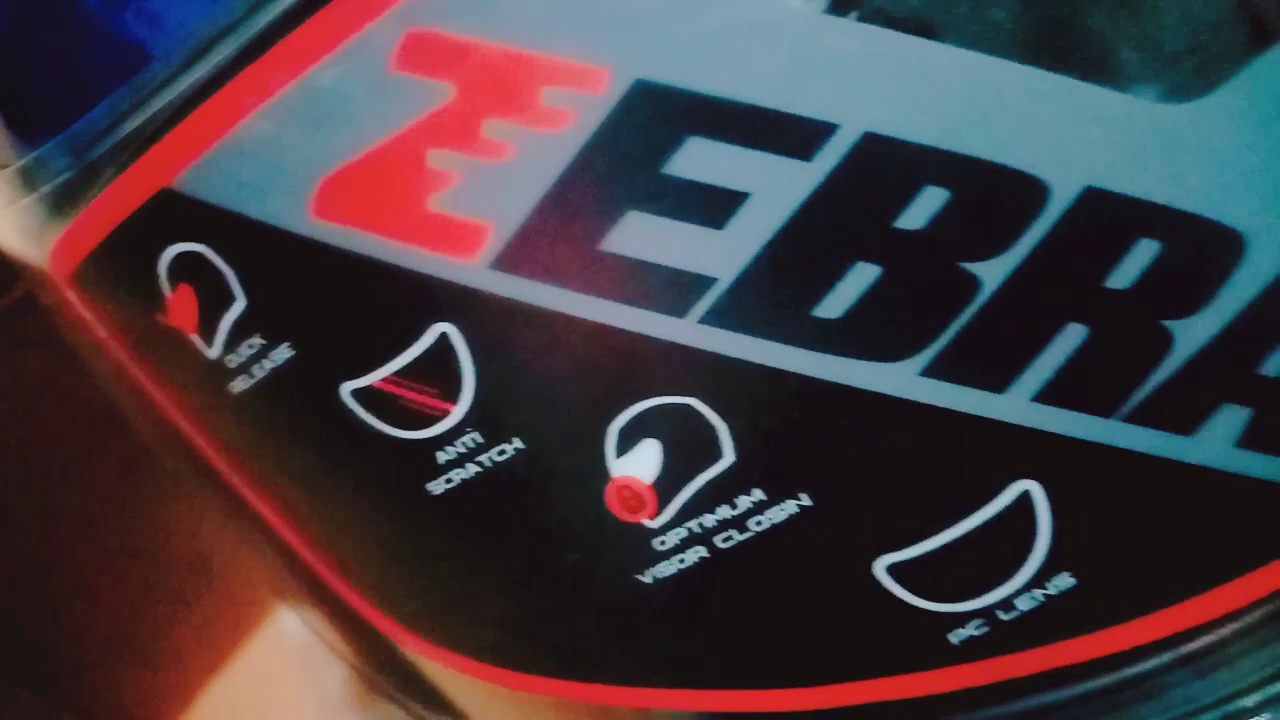 ZEBRA
QUICK
RELEASE
ANTI
SCRATCH
OPTIMUM
VISOR CLOSIN
PC LENS